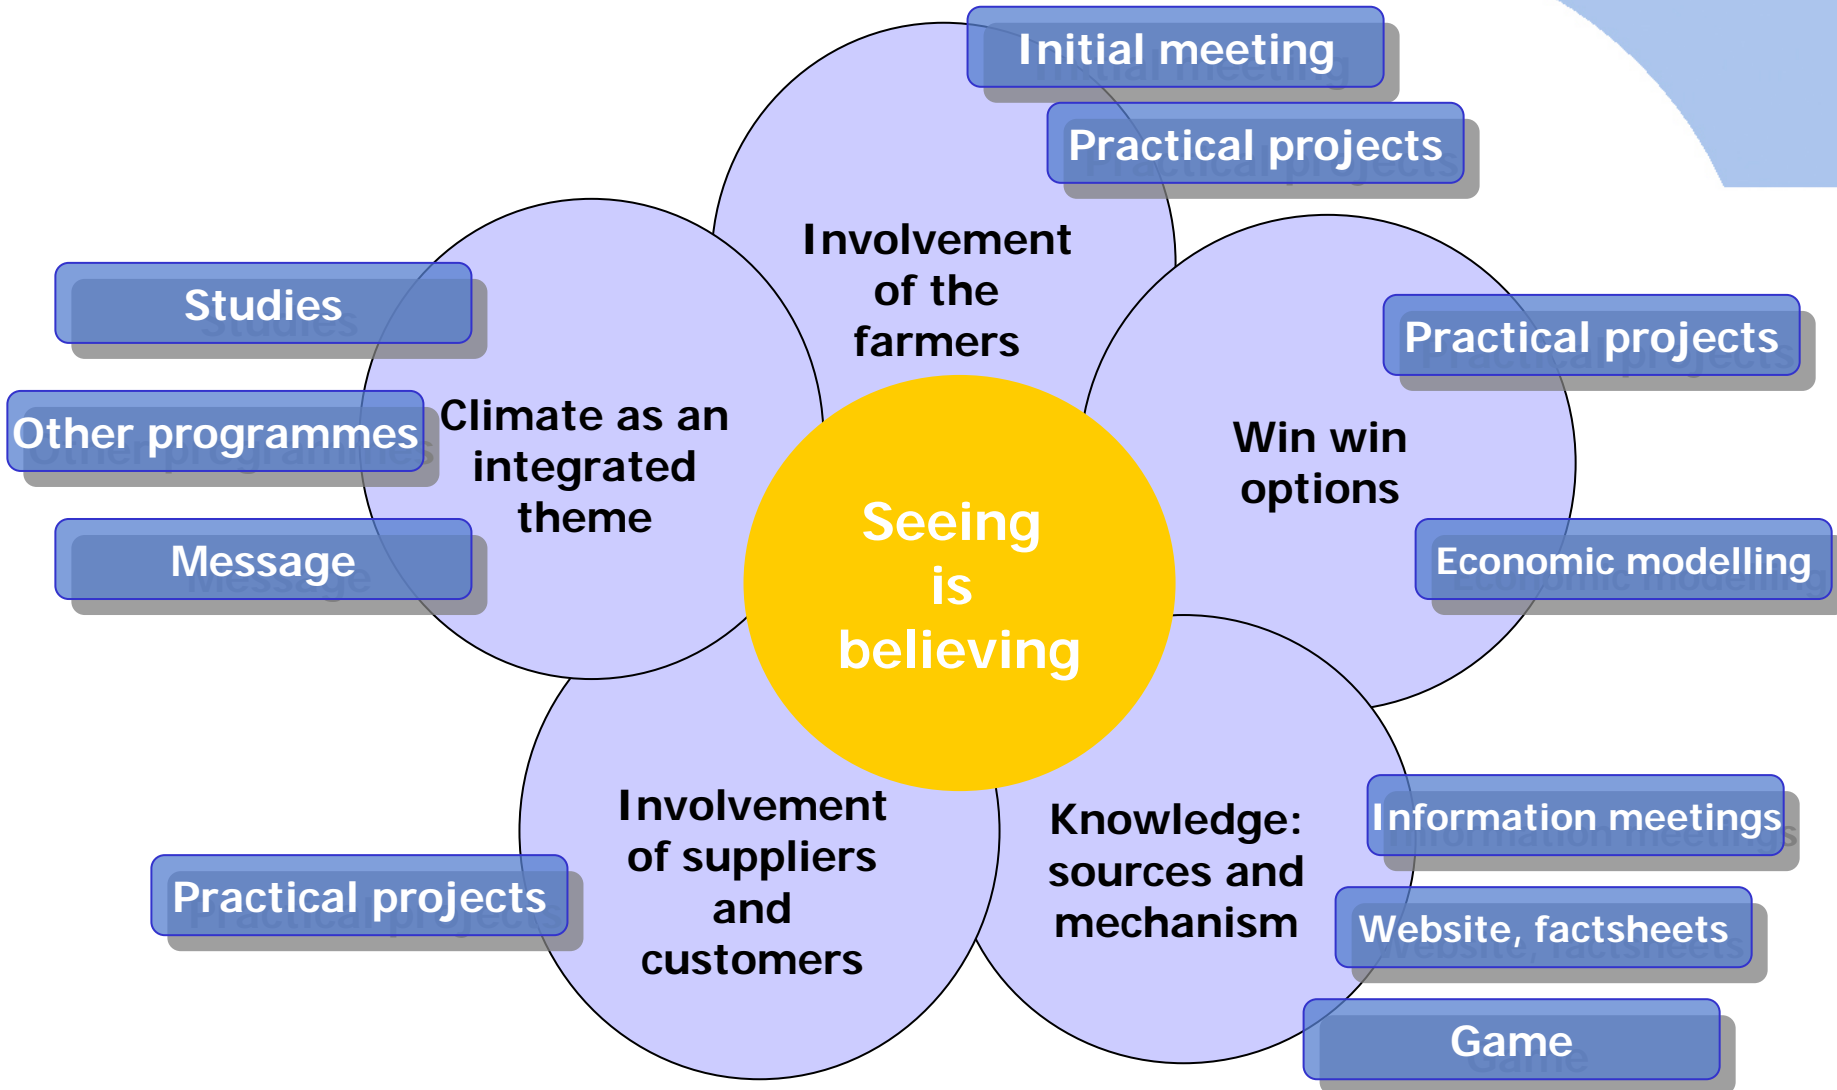 Initial meeting
Practical projects
Involvement
of the
farmers
Studies
Other programmes
Message
Climate as an
integrated
theme
Practical projects
Win win
options
Economic modelling
Seeing
is
believing
Involvement
of suppliers
and
customers
Practical projects
Knowledge:
sources and
mechanism
Information meetings
Website, factsheets
Game